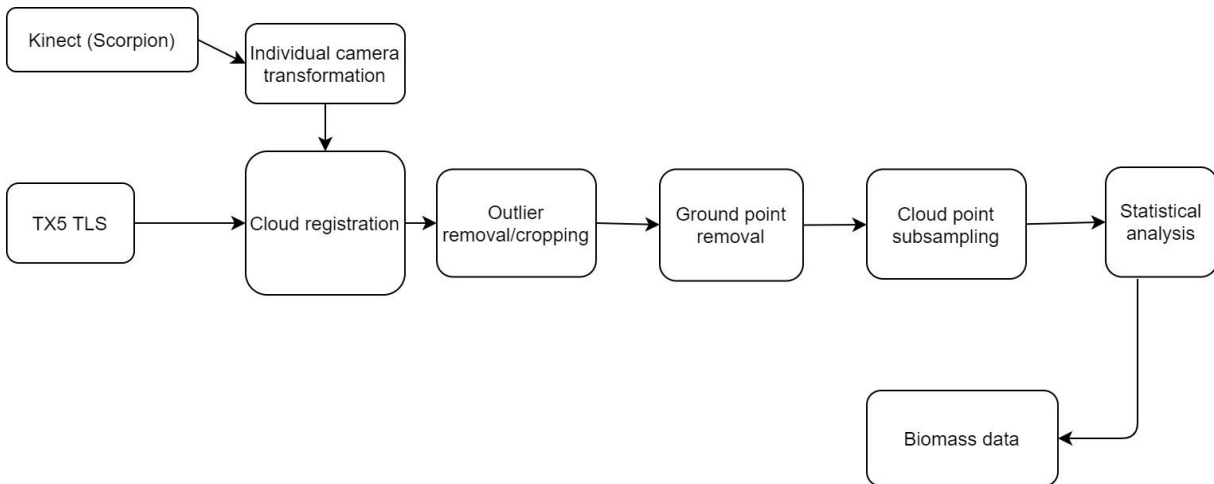 Kinect (Scorpion)
Individual camera
transformation
TX5 TLS
Cloud registration
Outlier
removal/cropping
Ground point
removal
Cloud point
subsampling
Statistical
analysis
Biomass data